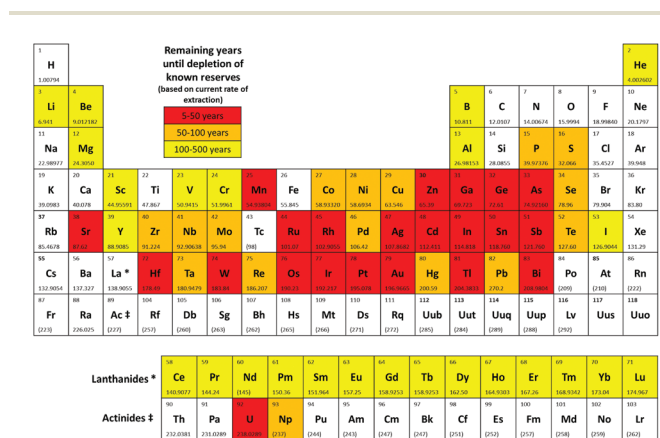 Remaining years
until depletion of
known reserves
(based on current rate of
extraction)
5-50 years
50-100 years
100-500 years
1 2
H He
1.00794 4.002602
3 4 5 6 7 8 9 10
Li Be B C N O F Ne
6.941 9.012182 10.811 12.0107 14.00674 15.9994 18.99840 20.1797
11 12 13 14 15 16 17 18
Na Mg Al Si P S Cl Ar
22.98977 24.3050 26.98153 28.0855 39.97376 32.066 35.4527 39.948
19 20 21 22 23 24 25 26 27 28 29 30 31 32 33 34 35 36
K Ca Sc Ti V Cr Mn Fe Co Ni Cu Zn Ga Ge As Se Br Kr
39.0983 40.078 44.95591 47.867 50.9415 51.9961 55.845 58.93320 58.6934 63.546 65.39 69.723 72.61 74.92160 78.96 79.904 83.80
37 38 39 40 41 42 43 44 45 46 47 48 49 50 51 52 53 54
Rb Sr Y Zr Nb Mo Tc Ru Rh Pd Ag Cd In Sn Sb Te I Xe
85.4678 87.62 88.9085 91.224 92.90638 95.94 (98) 101.07 102.9055 106.42 107.8682 112.411 114.818 118.760 121.760 127.60 126.9044 131.29
55 56 57 72 73 74 75 76 77 78 79 80 81 82 83 84 85 86
Cs Ba La * Hf Ta W Re Os Ir Pt Au Hg Tl Pb Bi Po At Rn
132.9054 137.327 138.9055 178.49 180.9479 183.84 186.207 190.23 192.217 195.078 196.9665 200.59 204.3833 270.2 208.9804 (209) (210) (222)
87 88 89 104 105 106 107 108 109 110 111 112 113 114 115 116 117 118
Fr Ra Ac ‡ Rf Db Sg Bh Hs Mt Ds Rq Uub Uut Uuq Uup Lv Uus Uuo
(223) 226.025 (227) (257) (260) (263) (262) (265) (266) (271) (272) (285) (284) (289) (288) (292)
58 59 60 61 62 63 64 65 66 67 68 69 70 71
Lanthanides * Ce Pr Nd Pm Sm Eu Gd Tb Dy Ho Er Tm Yb Lu
140.9077 144.24 (145) 150.36 151.964 157.25 158.9253 158.9253 162.50 164.9303 167.26 168.9342 173.04 174.967
90 91 92 93 94 95 96 97 98 99 100 101 102 103
Actinides ‡ Th Pa U Np Pu Am Cm Bk Cf Es Fm Md No Lr
232.0381 231.0289 238.0289 (237) (244) (243) (247) (247) (251) (252) (257) (258) (259) (262)